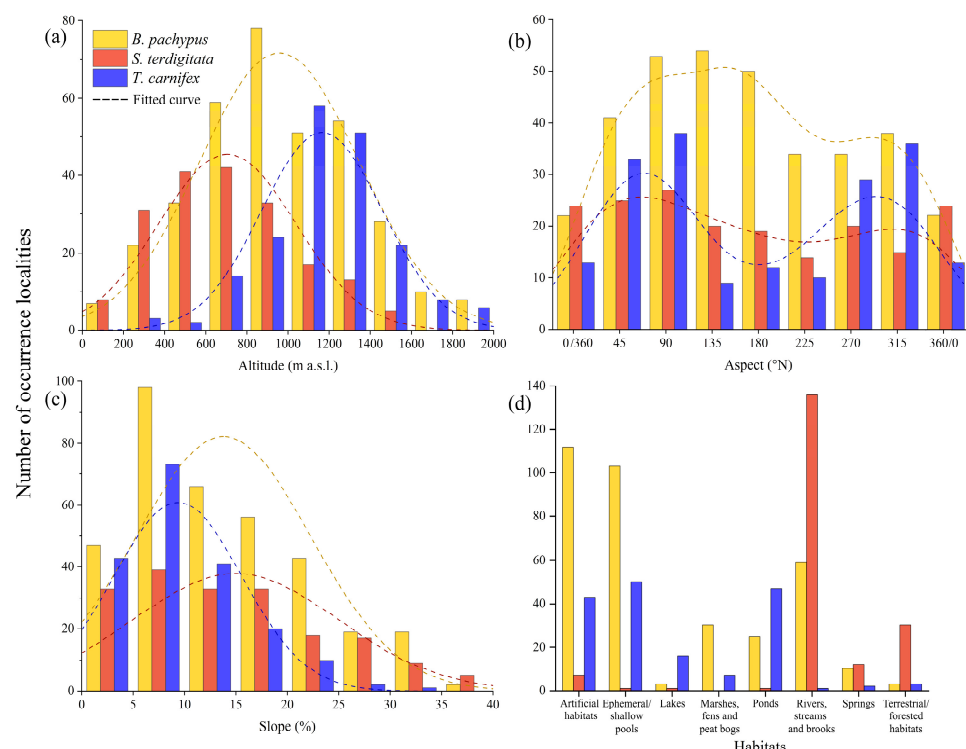 Number of occurrence localities
(a)
B. pachypus
S. terdigitata
T. carnifex
Fitted curve
80
60
40
20
0
0 200 400 600 800 1000 1200 1400 1600 1800 2000
Altitude (m a.s.l.)
(b)
60
50
40
30
20
10
0
0/360 45 90 135 180 225 270 315 360/0
Aspect (°N)
(c)
100
80
60
40
20
0
0 5 10 15 20 25 30 35 40
Slope (%)
(d)
140
120
100
80
60
40
20
0
Artificial habitats
Ephemeral/ shallow pools
Lakes
Marshes, fens and peat bogs
Ponds
Rivers, streams and brooks
Springs
Terrestrial/ forested habitats
Habitats